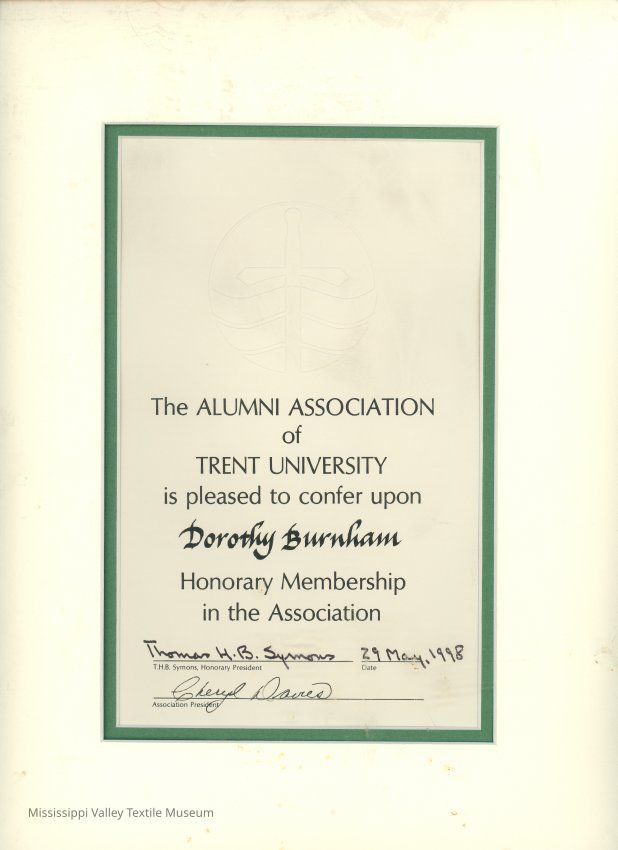 The ALUMNI ASSOCIATION
of
TRENT UNIVERSITY
is pleased to confer upon
Dorothy Burnham
Honorary Membership
in the Association
Thomas H.B. Symons 29 May, 1998
T.H.B. Symons, Honorary President Date
Cheryl Davies
Association President
Mississippi Valley Textile Museum